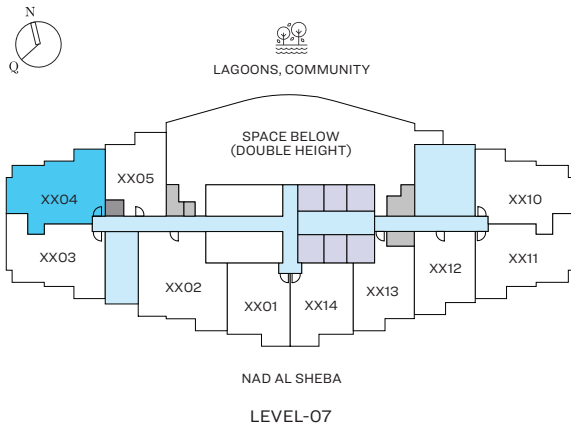 N
Q
LAGOONS, COMMUNITY
SPACE BELOW
(DOUBLE HEIGHT)
XX05
XX04
XX10
XX03
XX02
XX01
XX14
XX13
XX12
XX11
NAD AL SHEBA
LEVEL-07